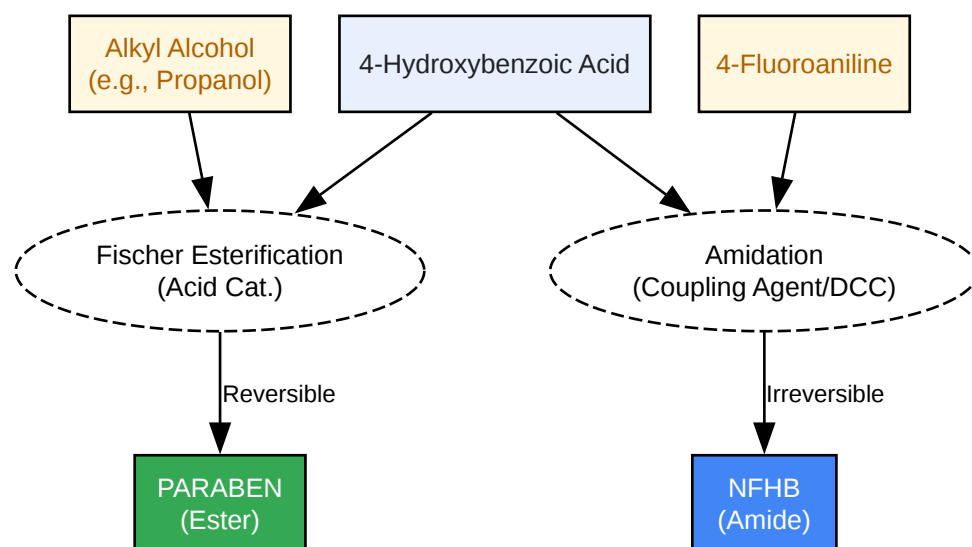 Alkyl Alcohol
(e.g., Propanol)
4-Hydroxybenzoic Acid
4-Fluoroaniline
Fischer Esterification
(Acid Cat.)
Amidation
(Coupling Agent/DCC)
Reversible
Irreversible
PARABEN
(Ester)
NFHB
(Amide)